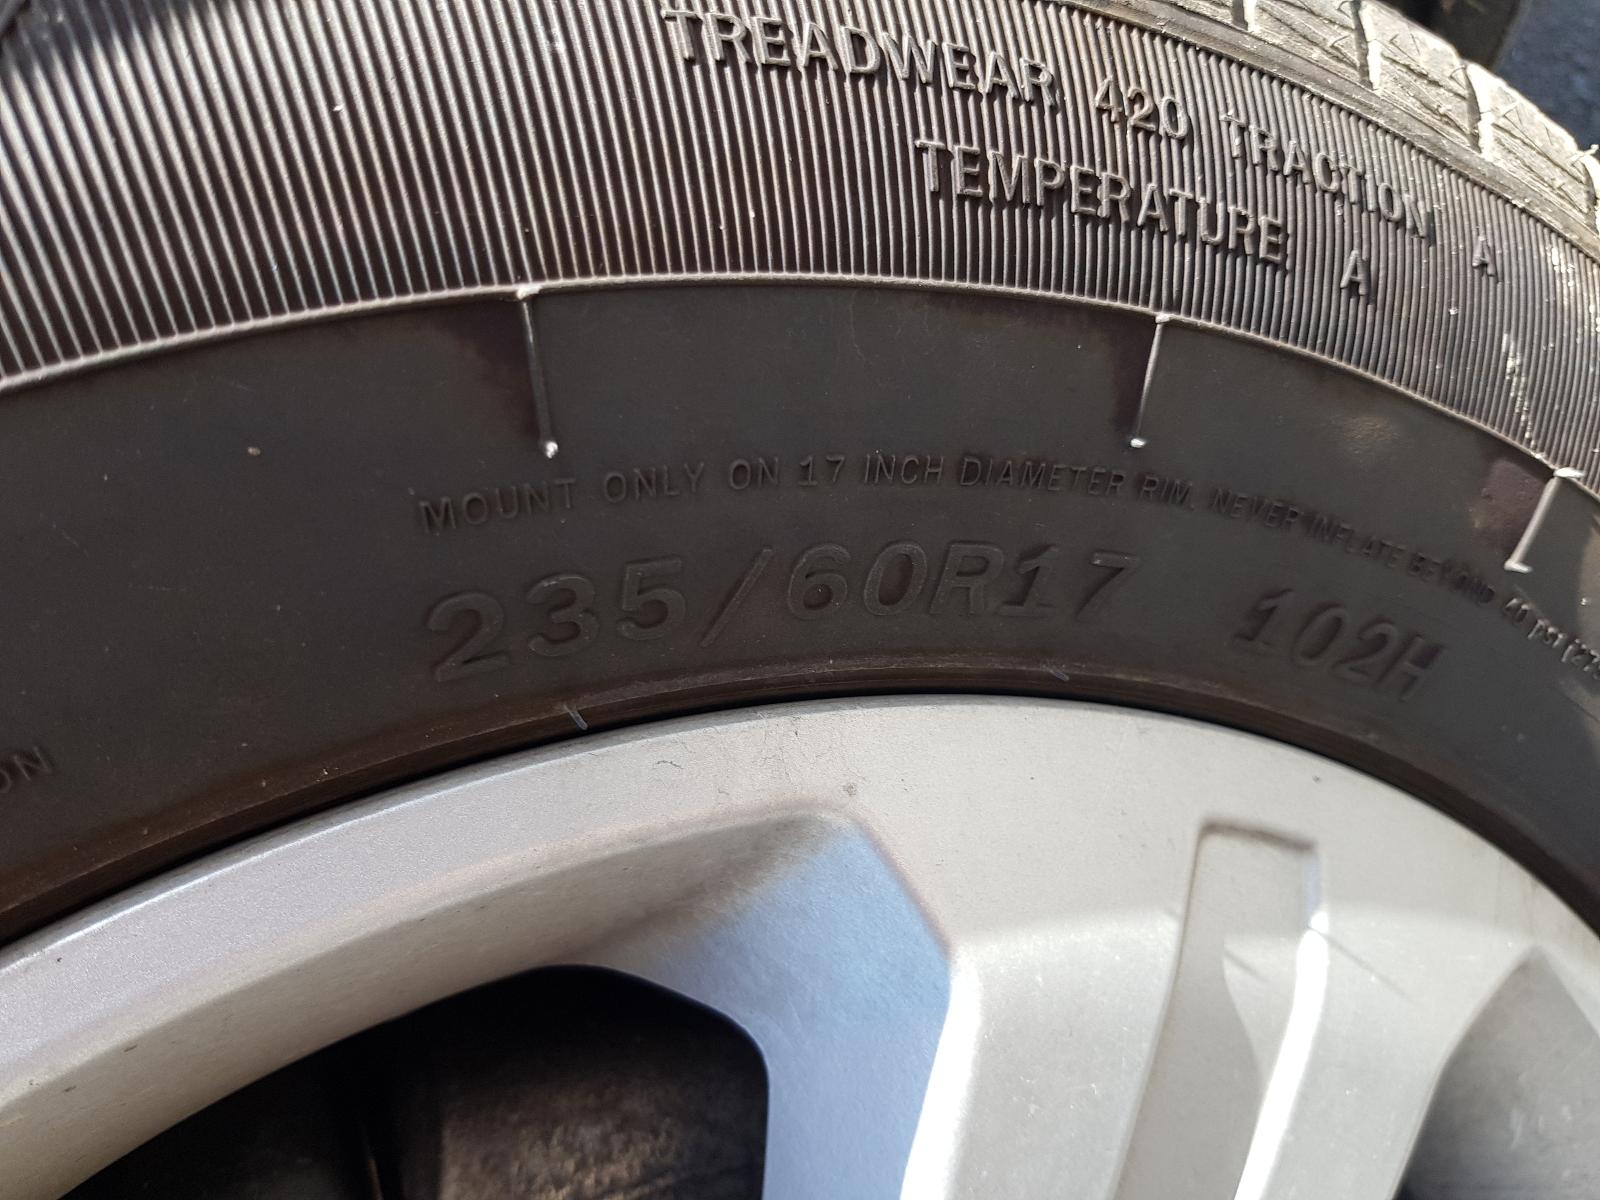 TREADWEAR 420 TRACTION A
TEMPERATURE A
MOUNT ONLY ON 17 INCH DIAMETER RIM. NEVER INFLATE BEYOND 40 PSI
235/60R17 102H